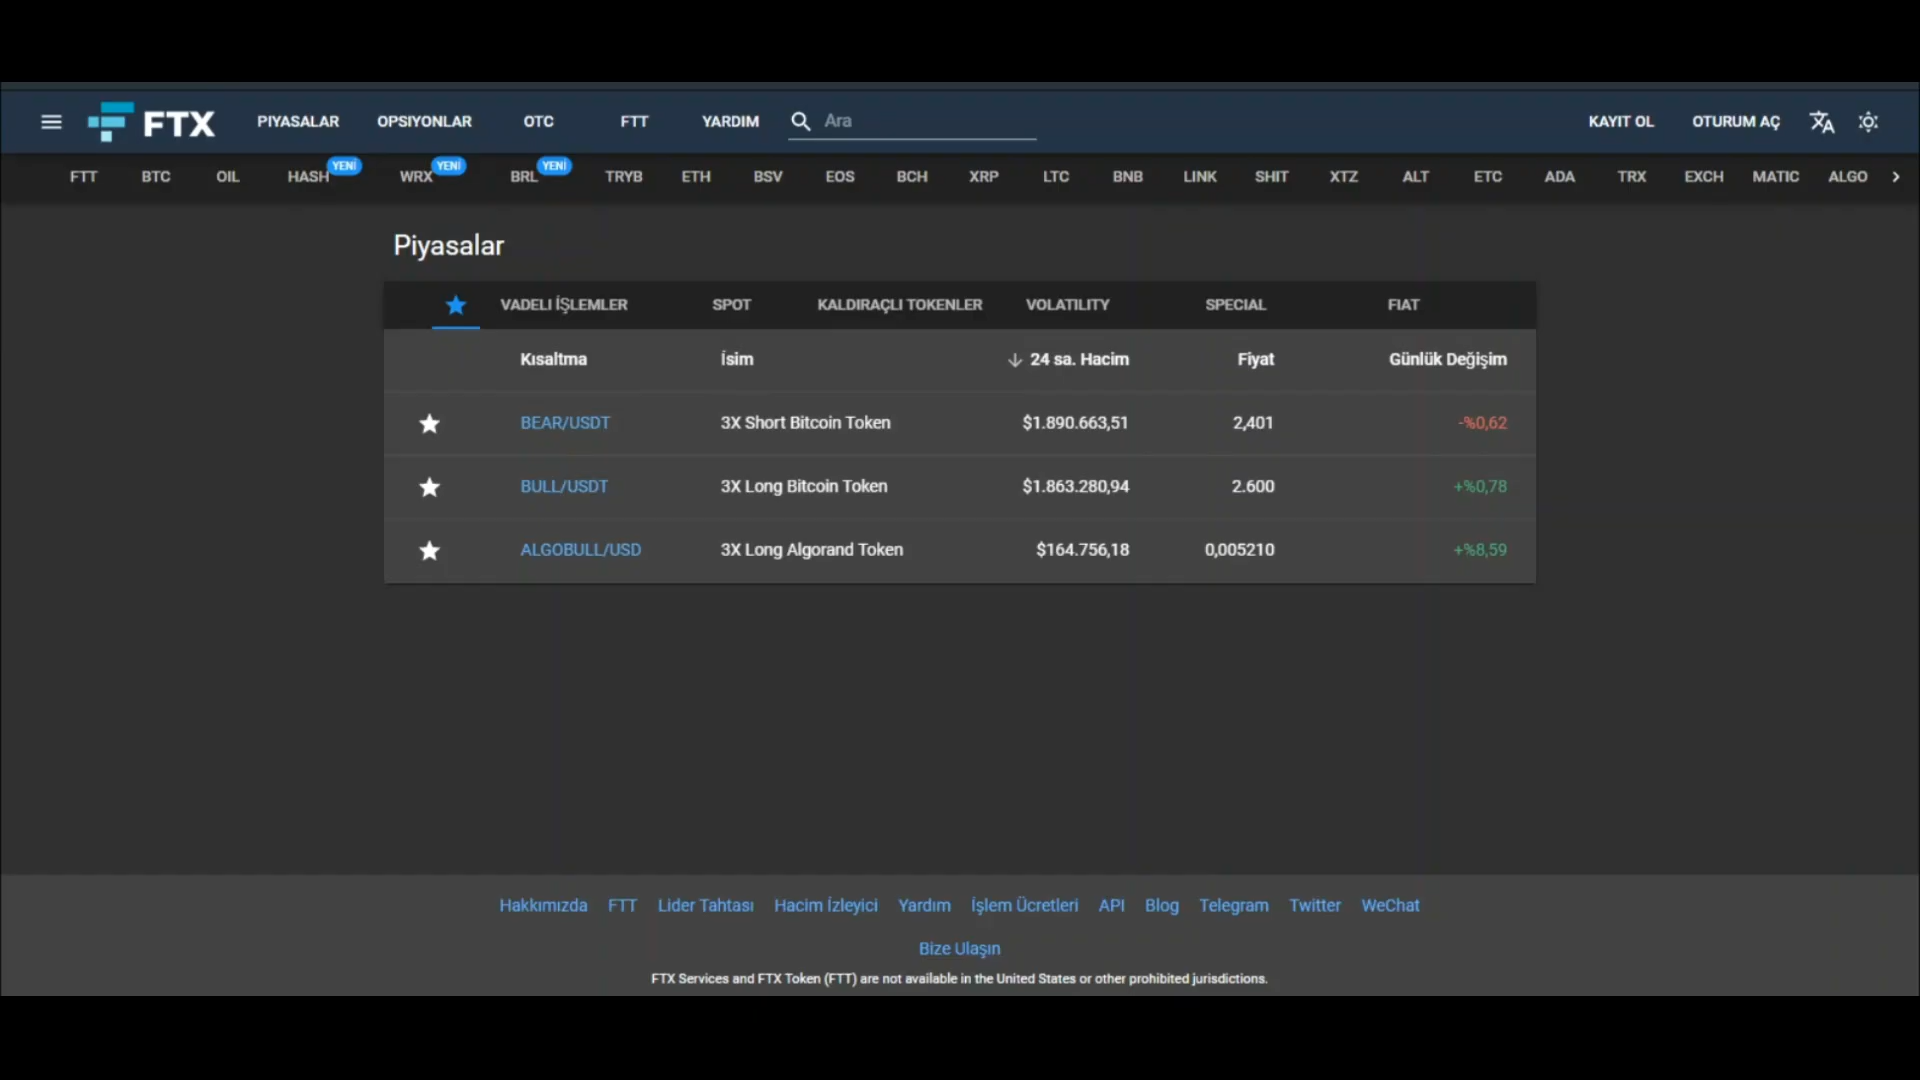 FTX PIYASALAR OPSIYONLAR OTC FTT YARDIM Ara KAYIT OL OTURUM AÇ
FTT BTC OIL HASH YENİ WRX YENİ BRL YENİ TRYB ETH BSV EOS BCH XRP LTC BNB LINK SHIT XTZ ALT ETC ADA TRX EXCH MATIC ALGO
Piyasalar
VADELI İŞLEMLER SPOT KALDIRAÇLI TOKENLER VOLATILITY SPECIAL FIAT
Kısaltma İsim 24 sa. Hacim Fiyat Günlük Değişim
BEAR/USDT 3X Short Bitcoin Token $1.890.663,51 2,401 -%0,62
BULL/USDT 3X Long Bitcoin Token $1.863.280,94 2.600 +%0,78
ALGOBULL/USD 3X Long Algorand Token $164.756,18 0,005210 +%8,59
Hakkımızda FTT Lider Tahtası Hacim İzleyici Yardım İşlem Ücretleri API Blog Telegram Twitter WeChat
Bize Ulaşın
FTX Services and FTX Token (FTT) are not available in the United States or other prohibited jurisdictions.